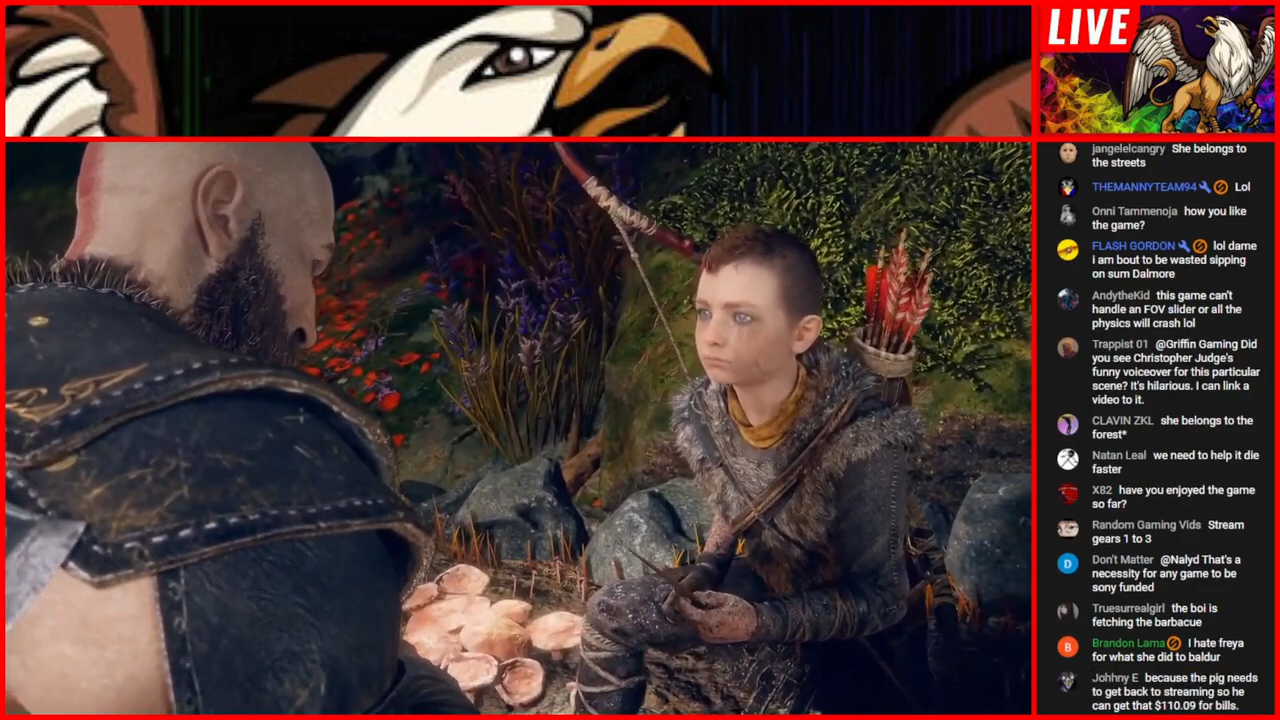 LIVE
jangelelcangry She belongs to
the streets
THEMANNYTEAM94 Lol
Onni Tammenoja how you like
the game?
FLASH GORDON lol dame
i am bout to be wasted sipping
on sum Dalmore
AndytheKid this game can't
handle an FOV slider or all the
physics will crash lol
Trappist 01 @Griffin Gaming Did
you see Christopher Judge's
funny voiceover for this particular
scene? It's hilarious. I can link a
video to it.
CLAVIN ZKL she belongs to the
forest*
Natan Leal we need to help it die
faster
X82 have you enjoyed the game
so far?
Random Gaming Vids Stream
gears 1 to 3
D Don't Matter @Nalyd That's a
necessity for any game to be
sony funded
Truesurrealgirl the boi is
fetching the barbacue
B Brandon Lama I hate freya
for what she did to baldur
Johhny E because the pig needs
to get back to streaming so he
can get that $110.09 for bills.